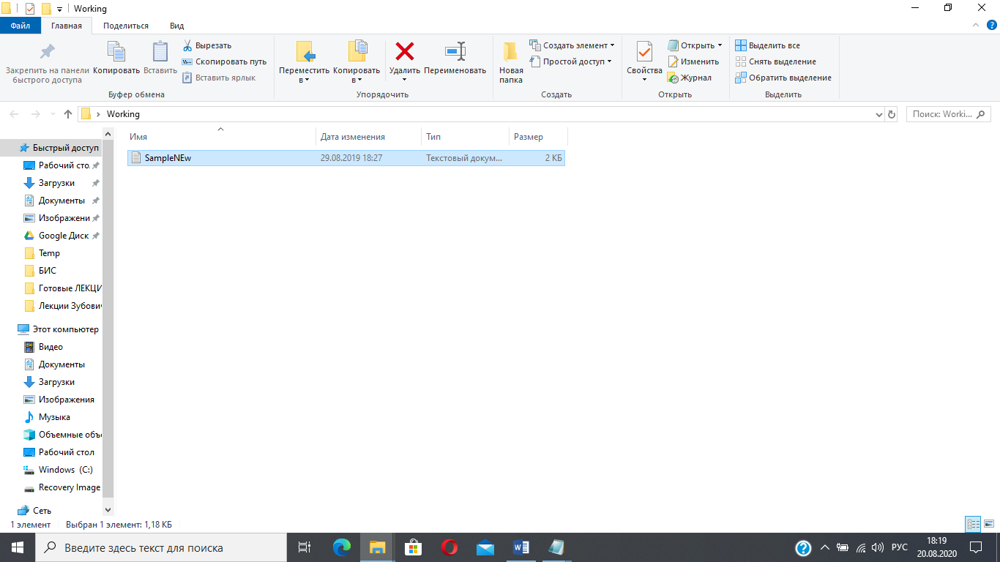 Working
Файл Главная Поделиться Вид
Закрепить на панели быстрого доступа
Копировать
Вставить
Вырезать
Скопировать путь
Вставить ярлык
Буфер обмена
Переместить в
Копировать в
Удалить
Переименовать
Упорядочить
Новая папка
Создать элемент
Простой доступ
Создать
Свойства
Открыть
Изменить
Журнал
Открыть
Выделить все
Снять выделение
Обратить выделение
Выделить
Working
Поиск: Worki...
Имя Дата изменения Тип Размер
SampleNEw 29.08.2019 18:27 Текстовый докум... 2 КБ
Быстрый доступ
Рабочий сто
Загрузки
Документы
Изображени
Google Диск
Temp
БИС
Готовые ЛЕКЦИ
Лекции Зубович
Этот компьютер
Видео
Документы
Загрузки
Изображения
Музыка
Объемные объ
Рабочий стол
Windows (C:)
Recovery Image
Сеть
1 элемент Выбран 1 элемент: 1,18 КБ
Введите здесь текст для поиска
РУС
18:19
20.08.2020